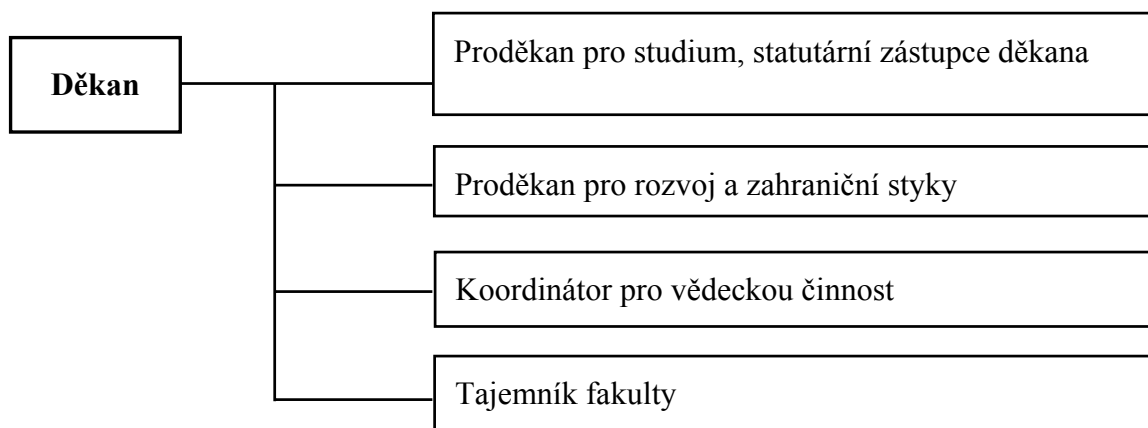 Děkan
Proděkan pro studium, statutární zástupce děkana
Proděkan pro rozvoj a zahraniční styky
Koordinátor pro vědeckou činnost
Tajemník fakulty